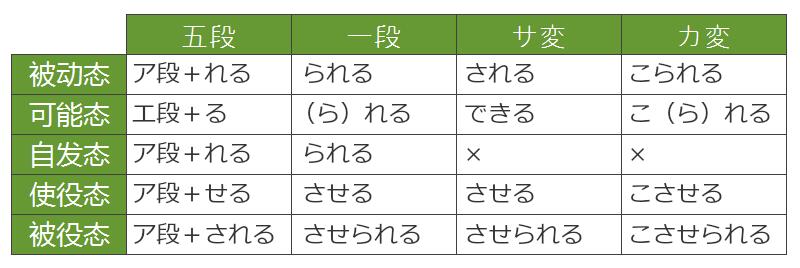 五段 一段 サ変 カ変
被动态 ア段＋れる られる される こられる
可能态 エ段＋る （ら）れる できる こ（ら）れる
自发态 ア段＋れる られる × ×
使役态 ア段＋せる させる させる こさせる
被役态 ア段＋される させられる させられる こさせられる